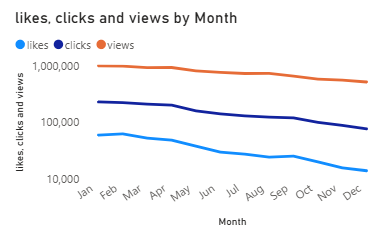 likes, clicks and views by Month
likes clicks views
likes, clicks and views
1,000,000
100,000
10,000
Jan Feb Mar Apr May Jun Jul Aug Sep Oct Nov Dec
Month